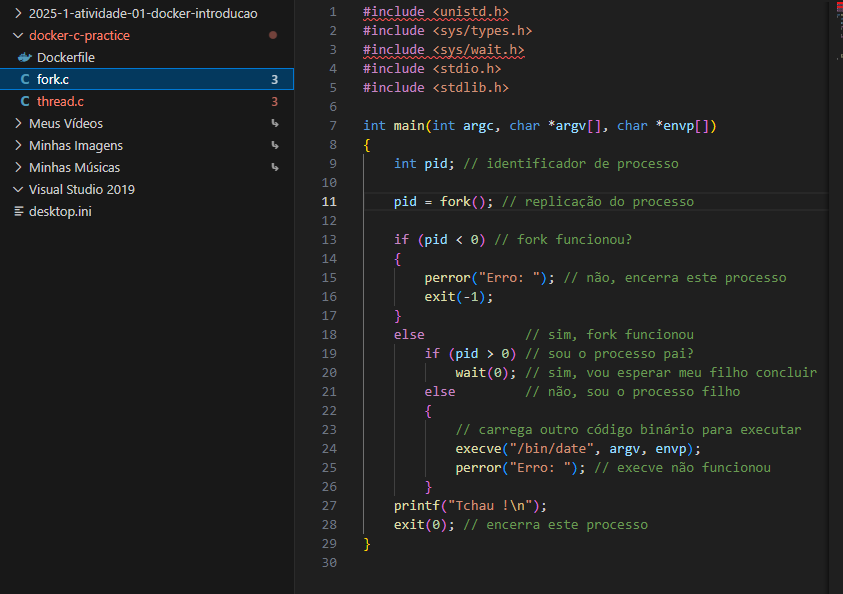 2025-1-atividade-01-docker-introducao
docker-c-practice
Dockerfile
C fork.c 3
C thread.c 3
Meus Vídeos
Minhas Imagens
Minhas Músicas
Visual Studio 2019
desktop.ini
1 #include <unistd.h>
2 #include <sys/types.h>
3 #include <sys/wait.h>
4 #include <stdio.h>
5 #include <stdlib.h>
6
7 int main(int argc, char *argv[], char *envp[])
8 {
9 int pid; // identificador de processo
10
11 pid = fork(); // replicação do processo
12
13 if (pid < 0) // fork funcionou?
14 {
15 perror("Erro: "); // não, encerra este processo
16 exit(-1);
17 }
18 else // sim, fork funcionou
19 if (pid > 0) // sou o processo pai?
20 wait(0); // sim, vou esperar meu filho concluir
21 else // não, sou o processo filho
22 {
23 // carrega outro código binário para executar
24 execve("/bin/date", argv, envp);
25 perror("Erro: "); // execve não funcionou
26 }
27 printf("Tchau !\n");
28 exit(0); // encerra este processo
29 }
30